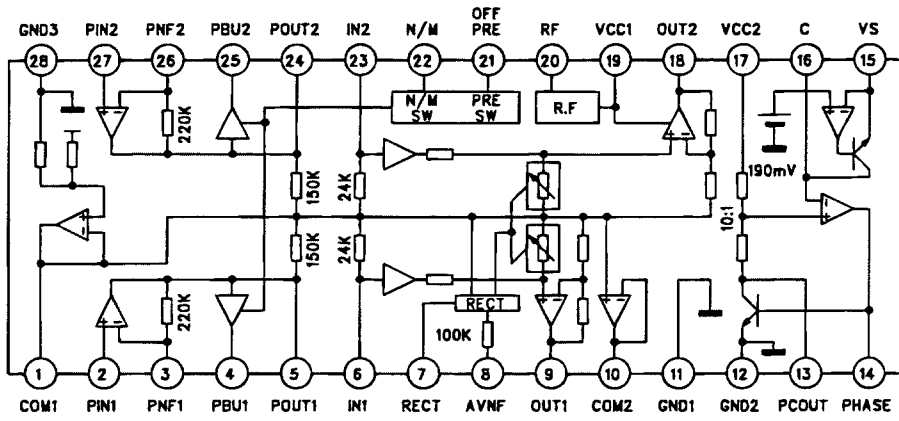 GND3 PIN2 PNF2 PBU2 POUT2 IN2 N/M OFF PRE RF VCC1 OUT2 VCC2 C VS
28 27 26 25 24 23 22 21 20 19 18 17 16 15
N/M SW
PRE SW
R.F
220K
150K
24K
190mV
10:1
150K
24K
220K
RECT
100K
1 2 3 4 5 6 7 8 9 10 11 12 13 14
COM1 PIN1 PNF1 PBU1 POUT1 IN1 RECT AVNF OUT1 COM2 GND1 GND2 PCOUT PHASE